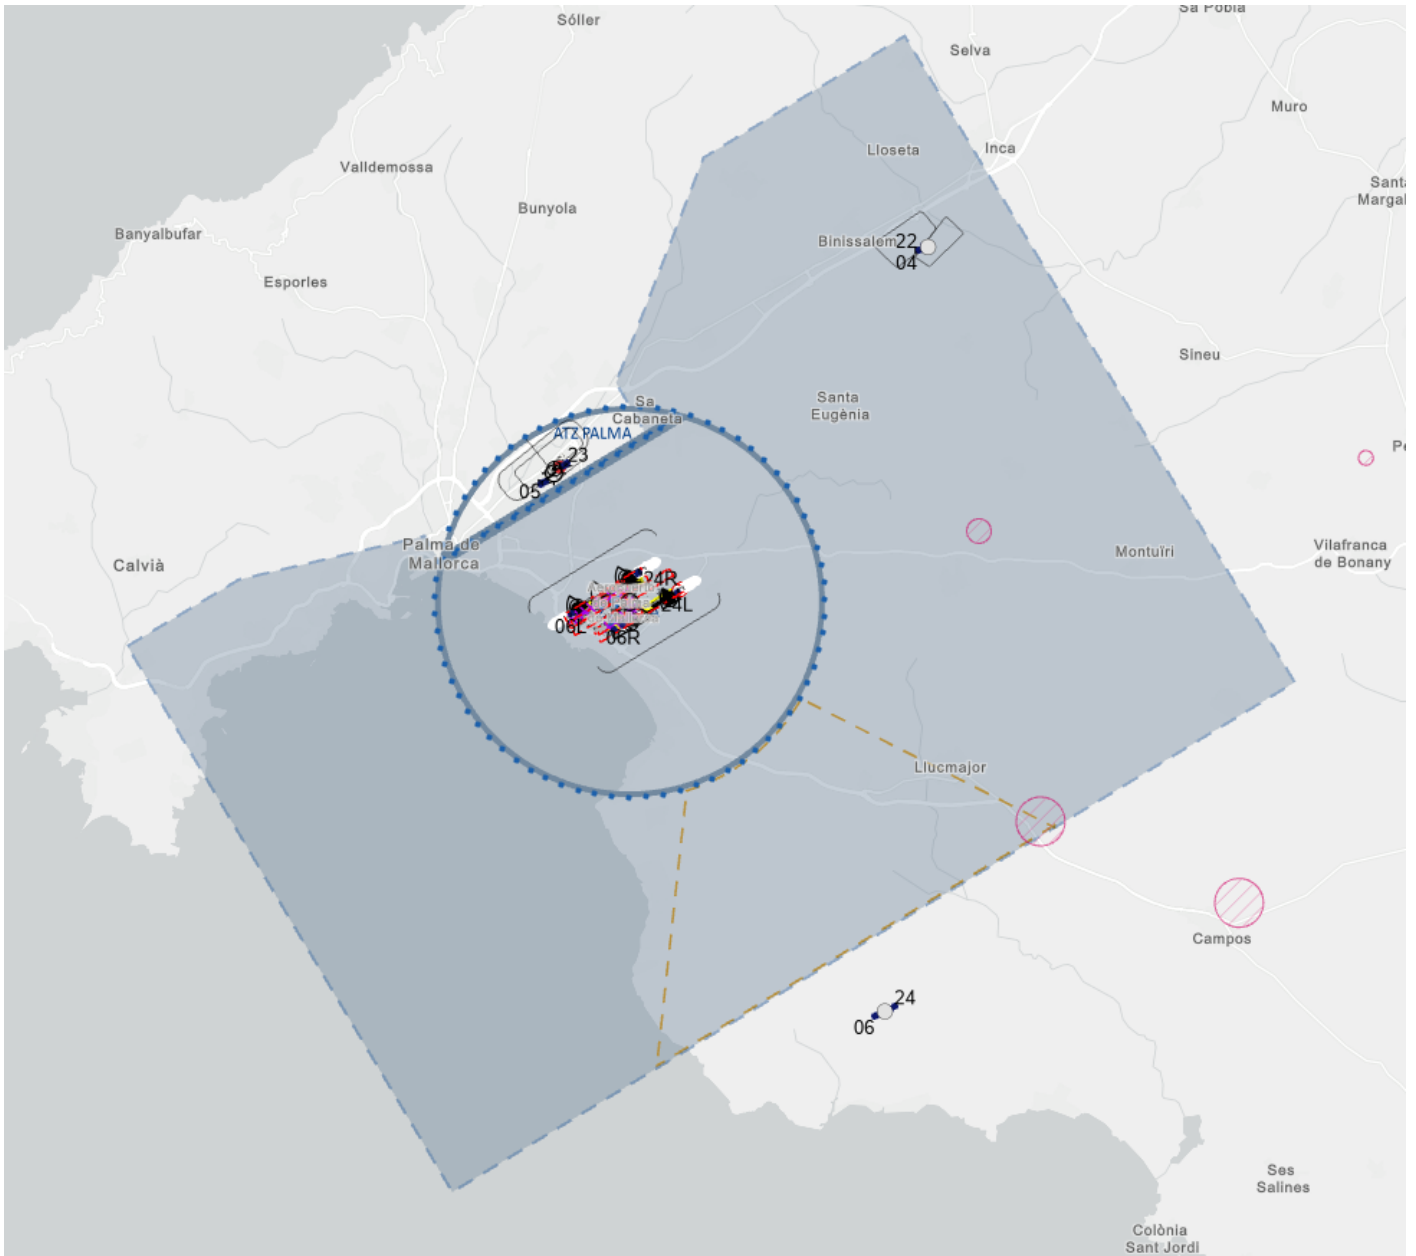 Sóller
Sa Pobla
Selva
Muro
Lloseta
Inca
Valldemossa
Santa
Margal
Bunyola
Banyalbufar
Binissalem
22
04
Esporles
Sineu
Santa
Eugènia
Sa
Cabaneta
ATZ PALMA
23
05
Pe
Palma de
Mallorca
Calvià
Montuïri
Vilafranca
de Bonany
24R
24L
06L
06R
Llucmajor
Campos
24
06
Ses
Salines
Colònia
Sant Jordi